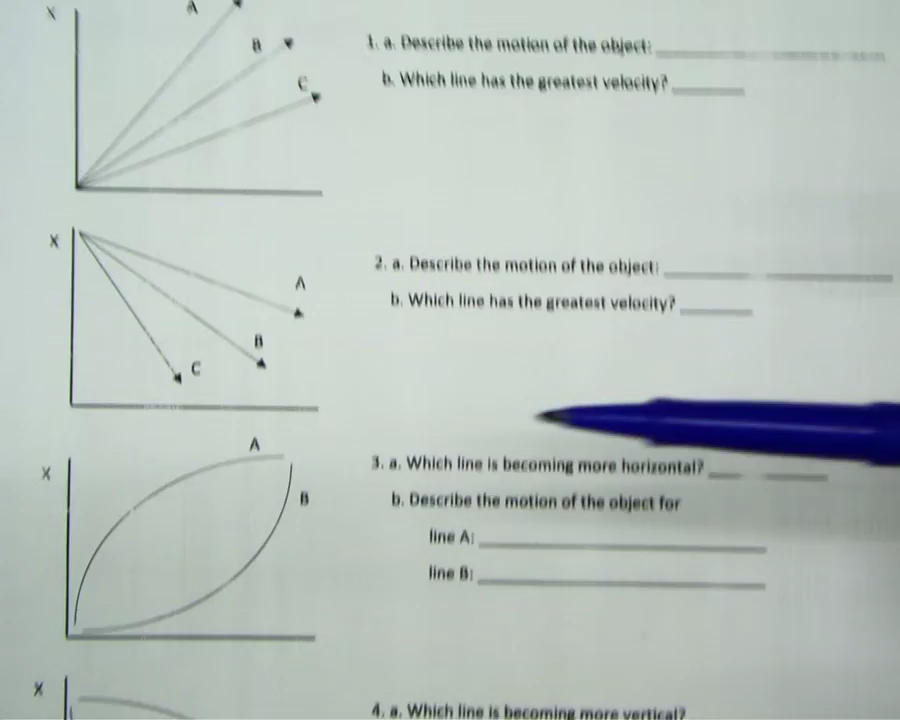 X
A
B
C
1. a. Describe the motion of the object:
b. Which line has the greatest velocity?
X
A
B
C
2. a. Describe the motion of the object:
b. Which line has the greatest velocity?
X
A
B
3. a. Which line is becoming more horizontal?
b. Describe the motion of the object for
line A:
line B:
X
4. a. Which line is becoming more vertical?